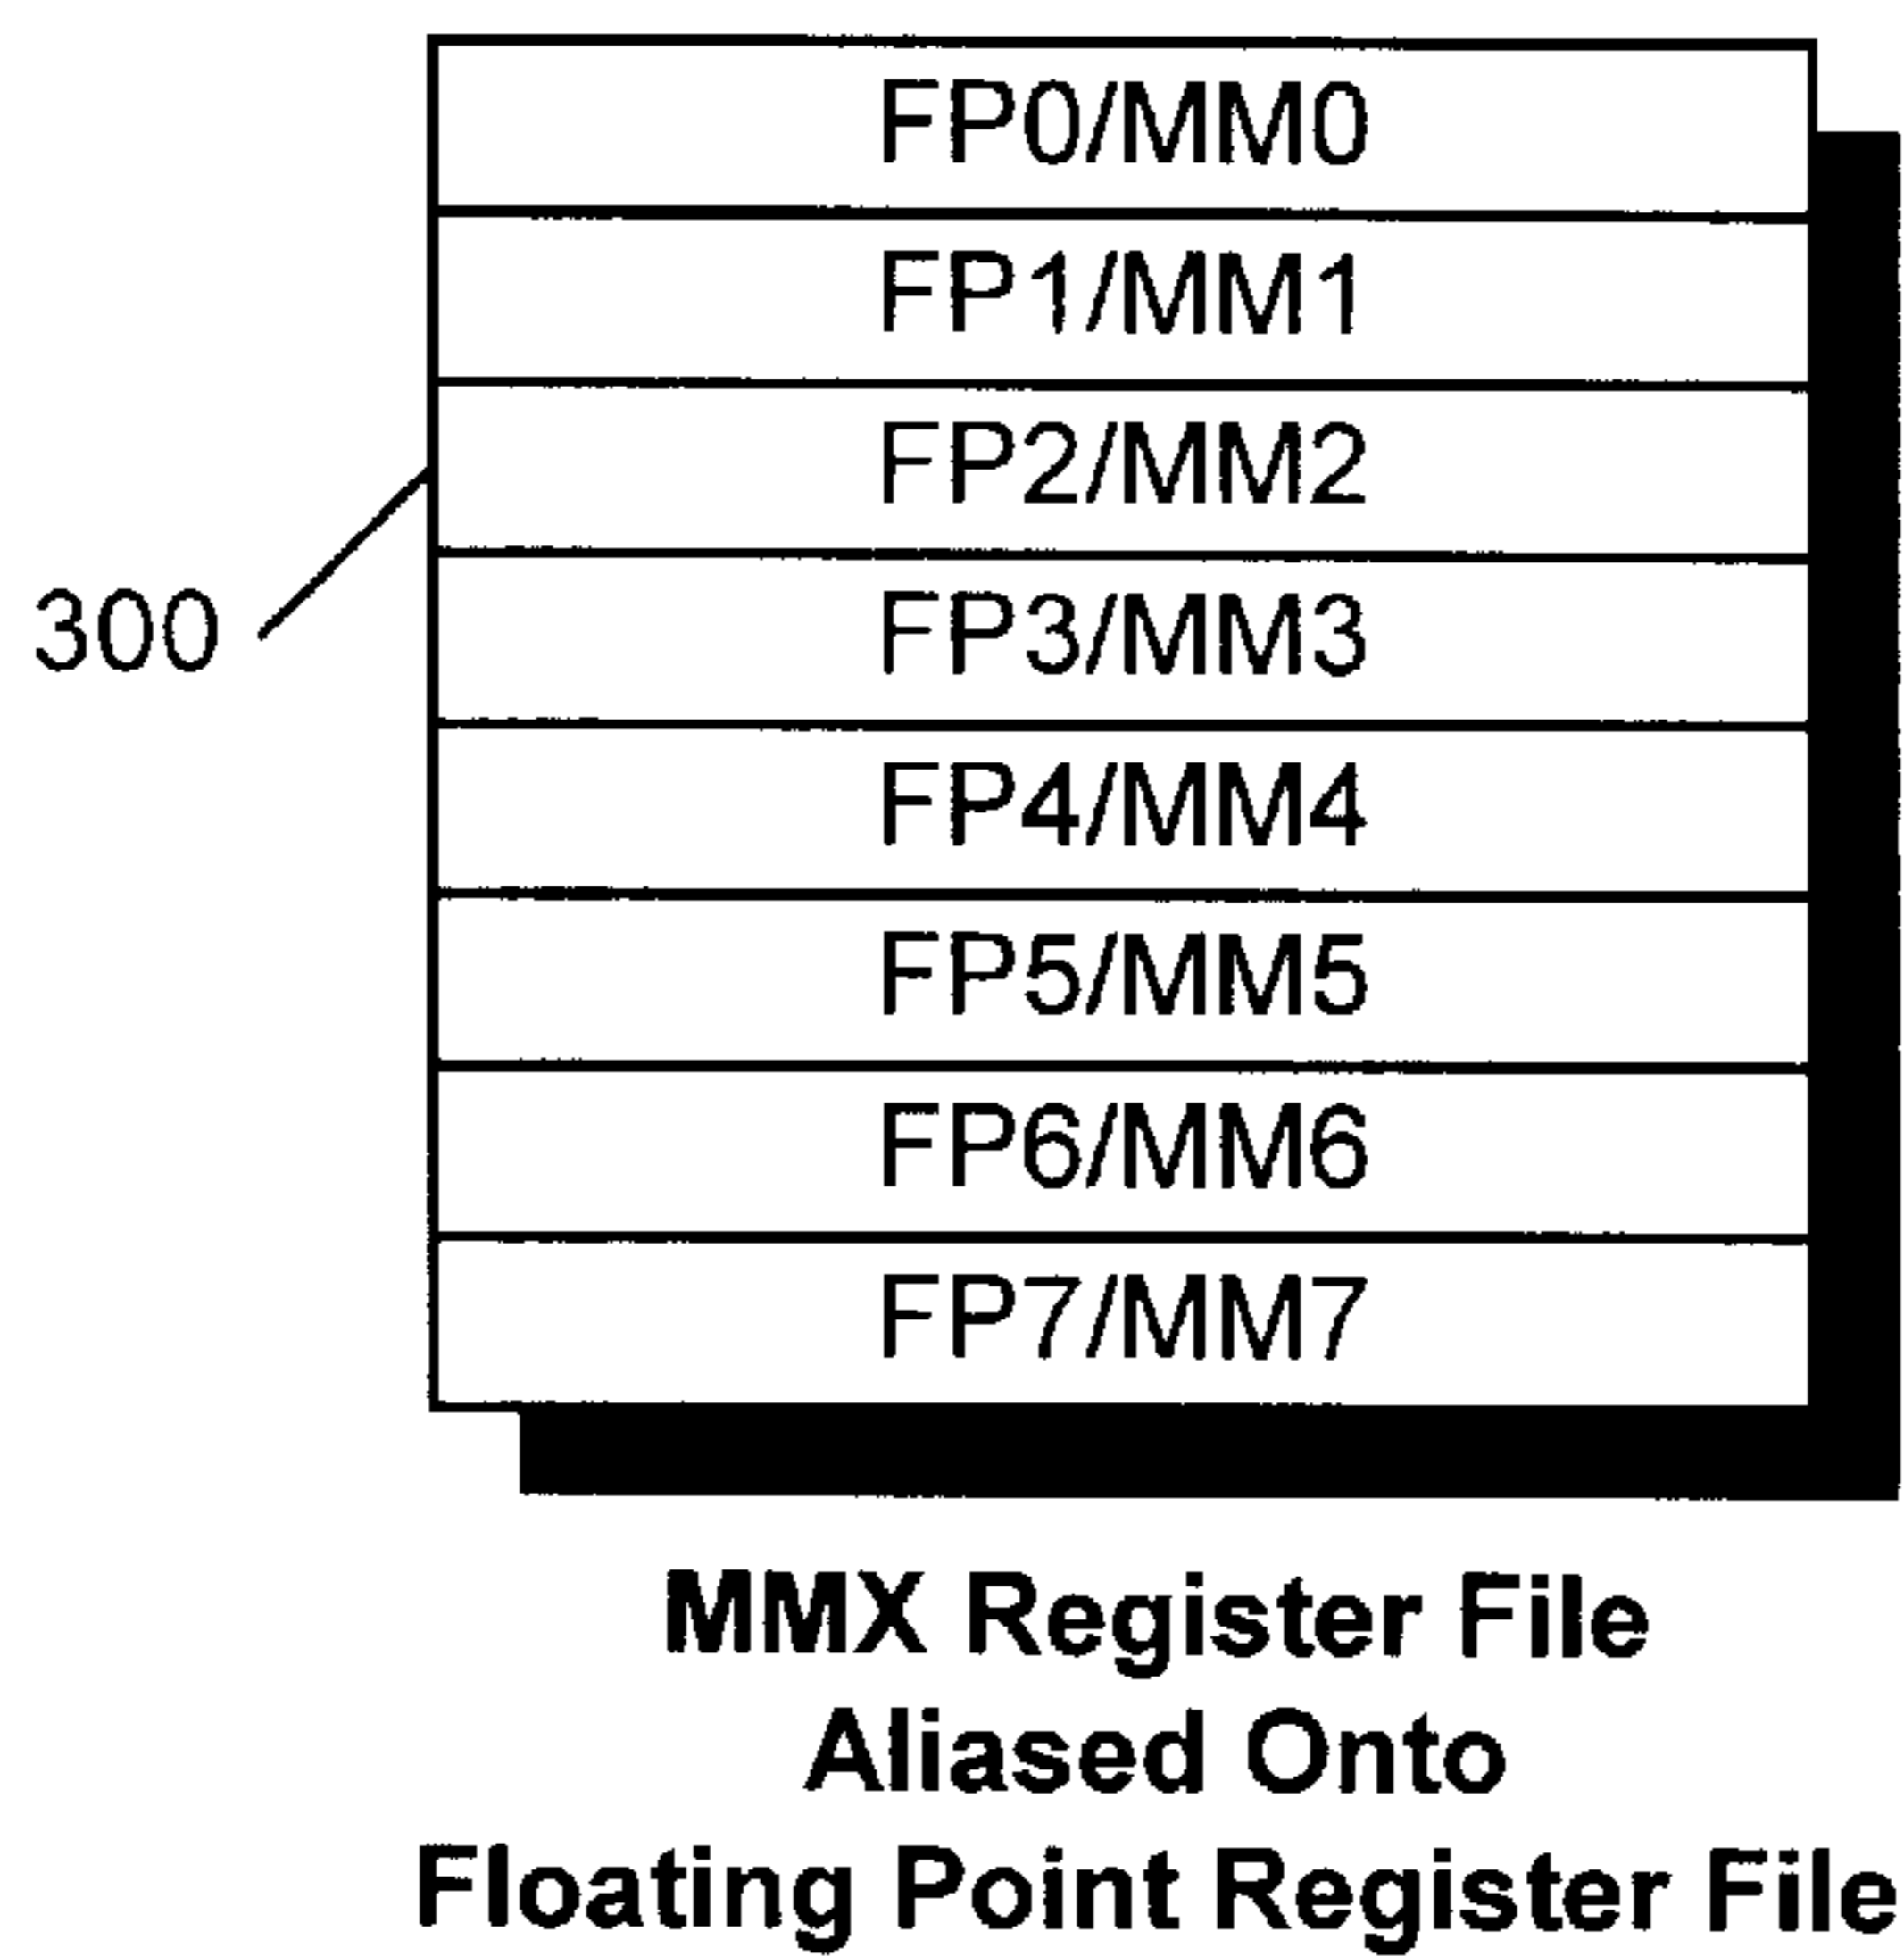 FP0/MM0
FP1/MM1
FP2/MM2
300
FP3/MM3
FP4/MM4
FP5/MM5
FP6/MM6
FP7/MM7
MMX Register File
Aliased Onto
Floating Point Register File